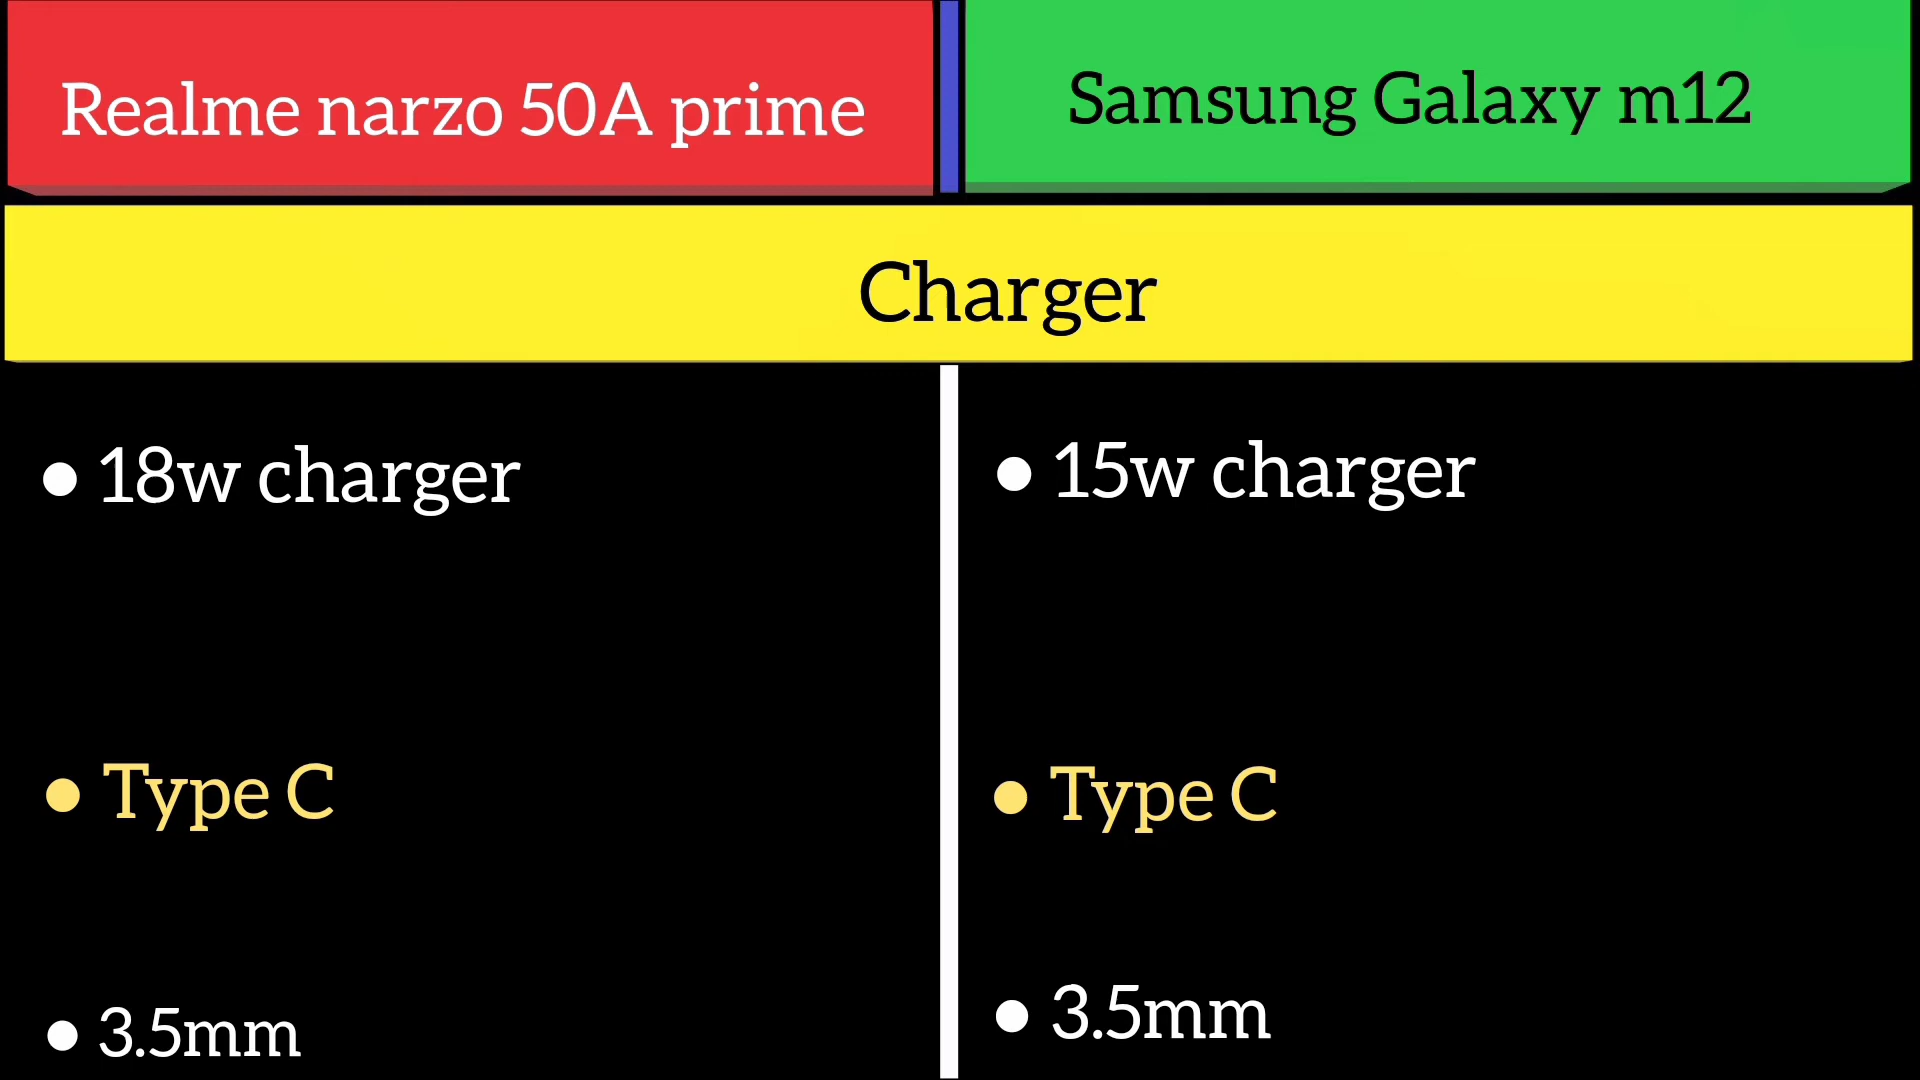 Realme narzo 50A prime
Samsung Galaxy m12
Charger
• 18w charger
• 15w charger
• Type C
• Type C
• 3.5mm
• 3.5mm